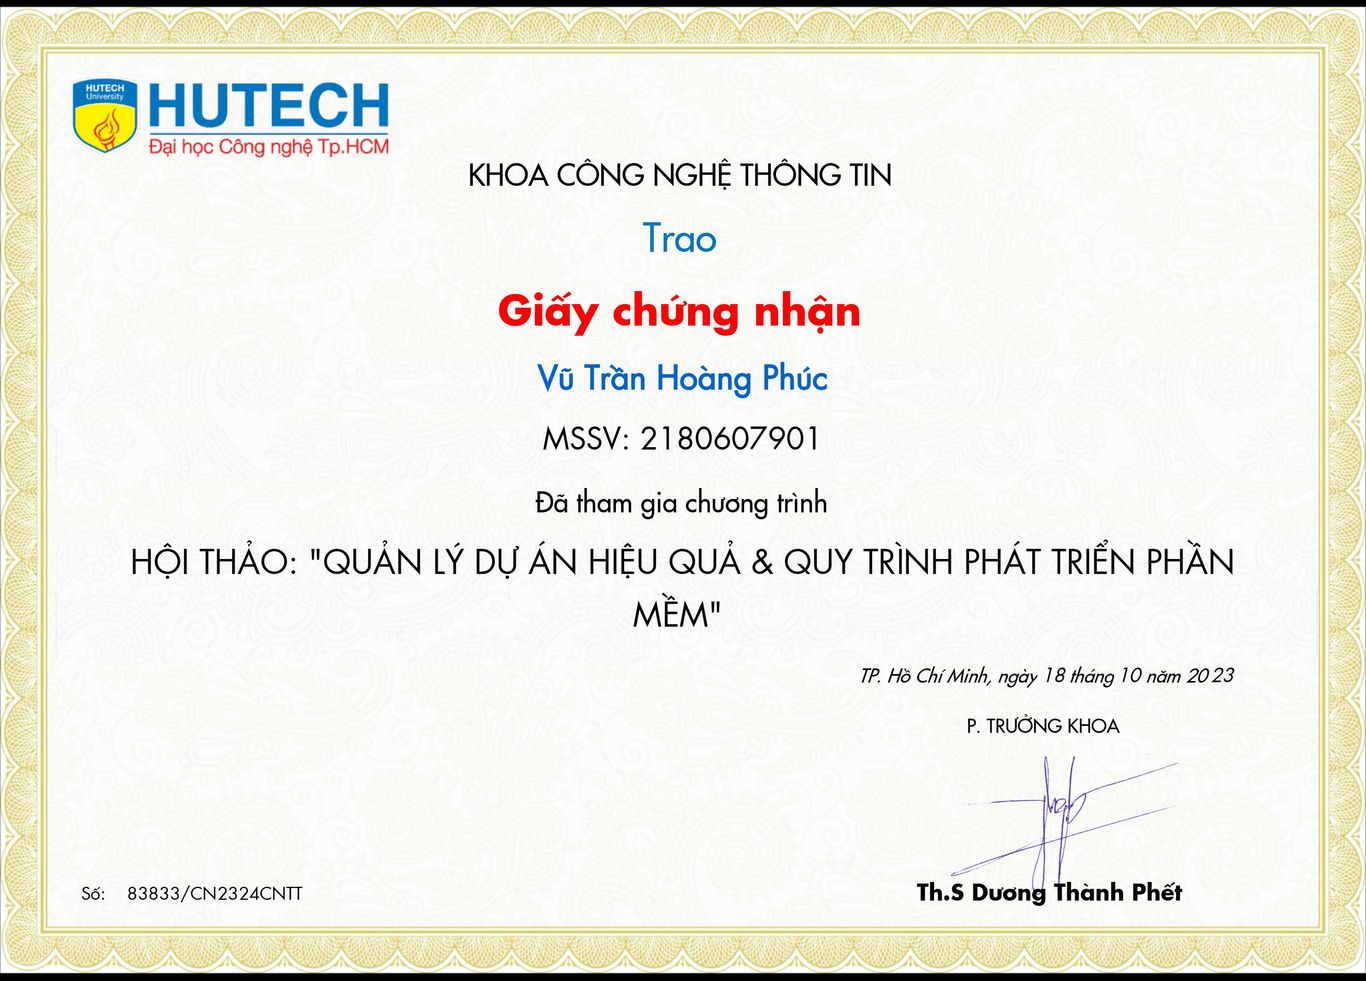 HUTECH
University
HUTECH
Đại học Công nghệ Tp.HCM
KHOA CÔNG NGHỆ THÔNG TIN
Trao
Giấy chứng nhận
Vũ Trần Hoàng Phúc
MSSV: 2180607901
Đã tham gia chương trình
HỘI THẢO: "QUẢN LÝ DỰ ÁN HIỆU QUẢ & QUY TRÌNH PHÁT TRIỂN PHẦN
MỀM"
TP. Hồ Chí Minh, ngày 18 tháng 10 năm 2023
P. TRƯỞNG KHOA
Th.S Dương Thành Phết
Số: 83833/CN2324CNTT